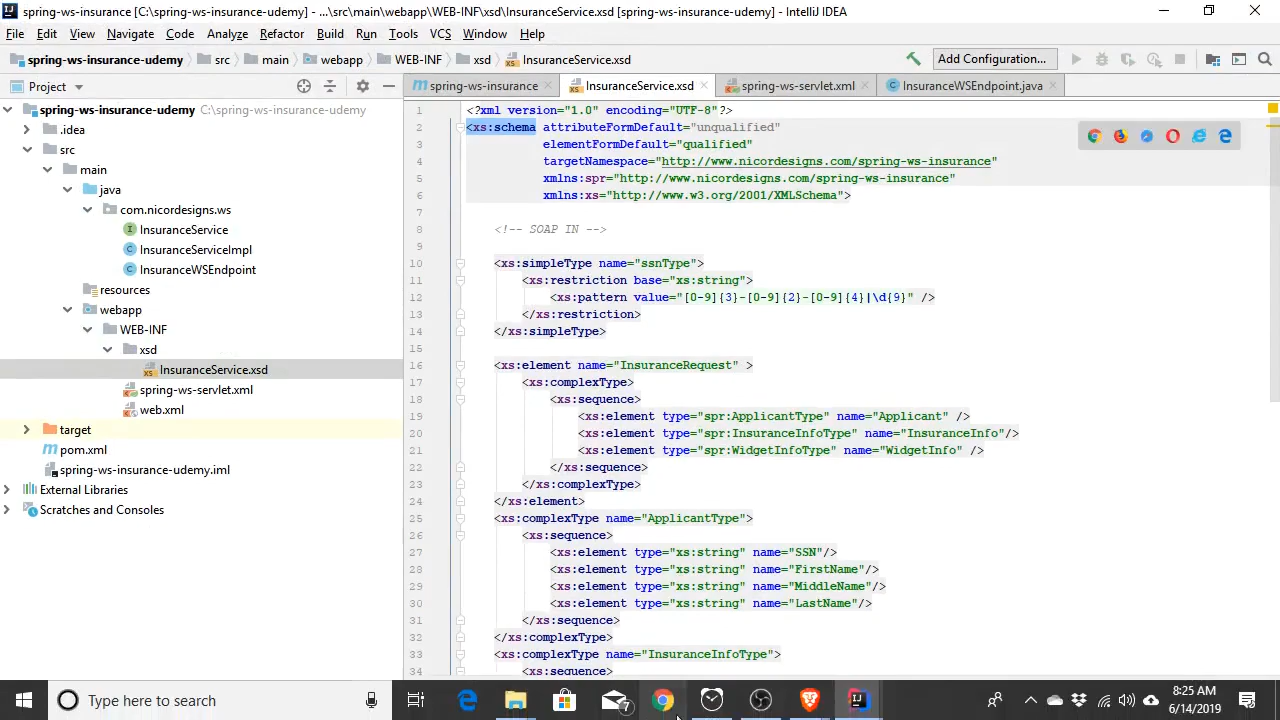 spring-ws-insurance [C:\spring-ws-insurance-udemy] - ...\src\main\webapp\WEB-INF\xsd\InsuranceService.xsd [spring-ws-insurance-udemy] - IntelliJ IDEA
File Edit View Navigate Code Analyze Refactor Build Run Tools VCS Window Help
spring-ws-insurance-udemy src main webapp WEB-INF xsd InsuranceService.xsd Add Configuration...
Project
spring-ws-insurance InsuranceService.xsd spring-ws-servlet.xml InsuranceWSEndpoint.java
spring-ws-insurance-udemy C:\spring-ws-insurance-udemy
.idea
src
main
java
com.nicordesigns.ws
InsuranceService
InsuranceServiceImpl
InsuranceWSEndpoint
resources
webapp
WEB-INF
xsd
InsuranceService.xsd
spring-ws-servlet.xml
web.xml
target
pom.xml
spring-ws-insurance-udemy.iml
External Libraries
Scratches and Consoles
1 <?xml version="1.0" encoding="UTF-8"?>
2 <xs:schema attributeFormDefault="unqualified"
3 elementFormDefault="qualified"
4 targetNamespace="http://www.nicordesigns.com/spring-ws-insurance"
5 xmlns:spr="http://www.nicordesigns.com/spring-ws-insurance"
6 xmlns:xs="http://www.w3.org/2001/XMLSchema">
7
8 <!-- SOAP IN -->
9
10 <xs:simpleType name="ssnType">
11 <xs:restriction base="xs:string">
12 <xs:pattern value="[0-9]{3}-[0-9]{2}-[0-9]{4}|\d{9}" />
13 </xs:restriction>
14 </xs:simpleType>
15
16 <xs:element name="InsuranceRequest" >
17 <xs:complexType>
18 <xs:sequence>
19 <xs:element type="spr:ApplicantType" name="Applicant" />
20 <xs:element type="spr:InsuranceInfoType" name="InsuranceInfo"/>
21 <xs:element type="spr:WidgetInfoType" name="WidgetInfo" />
22 </xs:sequence>
23 </xs:complexType>
24 </xs:element>
25 <xs:complexType name="ApplicantType">
26 <xs:sequence>
27 <xs:element type="xs:string" name="SSN"/>
28 <xs:element type="xs:string" name="FirstName"/>
29 <xs:element type="xs:string" name="MiddleName"/>
30 <xs:element type="xs:string" name="LastName"/>
31 </xs:sequence>
32 </xs:complexType>
33 <xs:complexType name="InsuranceInfoType">
34 <xs:sequence>
Type here to search
7
8:25 AM
6/14/2019